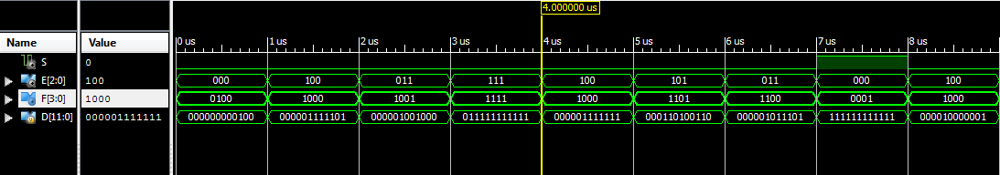 4.000000 us
Name Value 0 us 1 us 2 us 3 us 4 us 5 us 6 us 7 us 8 us
S 0
E[2:0] 100 000 100 011 111 100 101 011 000 100
F[3:0] 1000 0100 1000 1001 1111 1000 1101 1100 0001 1000
D[11:0] 000001111111 000000000100 000001111101 000001001000 011111111111 000001111111 000110100110 000001011101 111111111111 000010000001